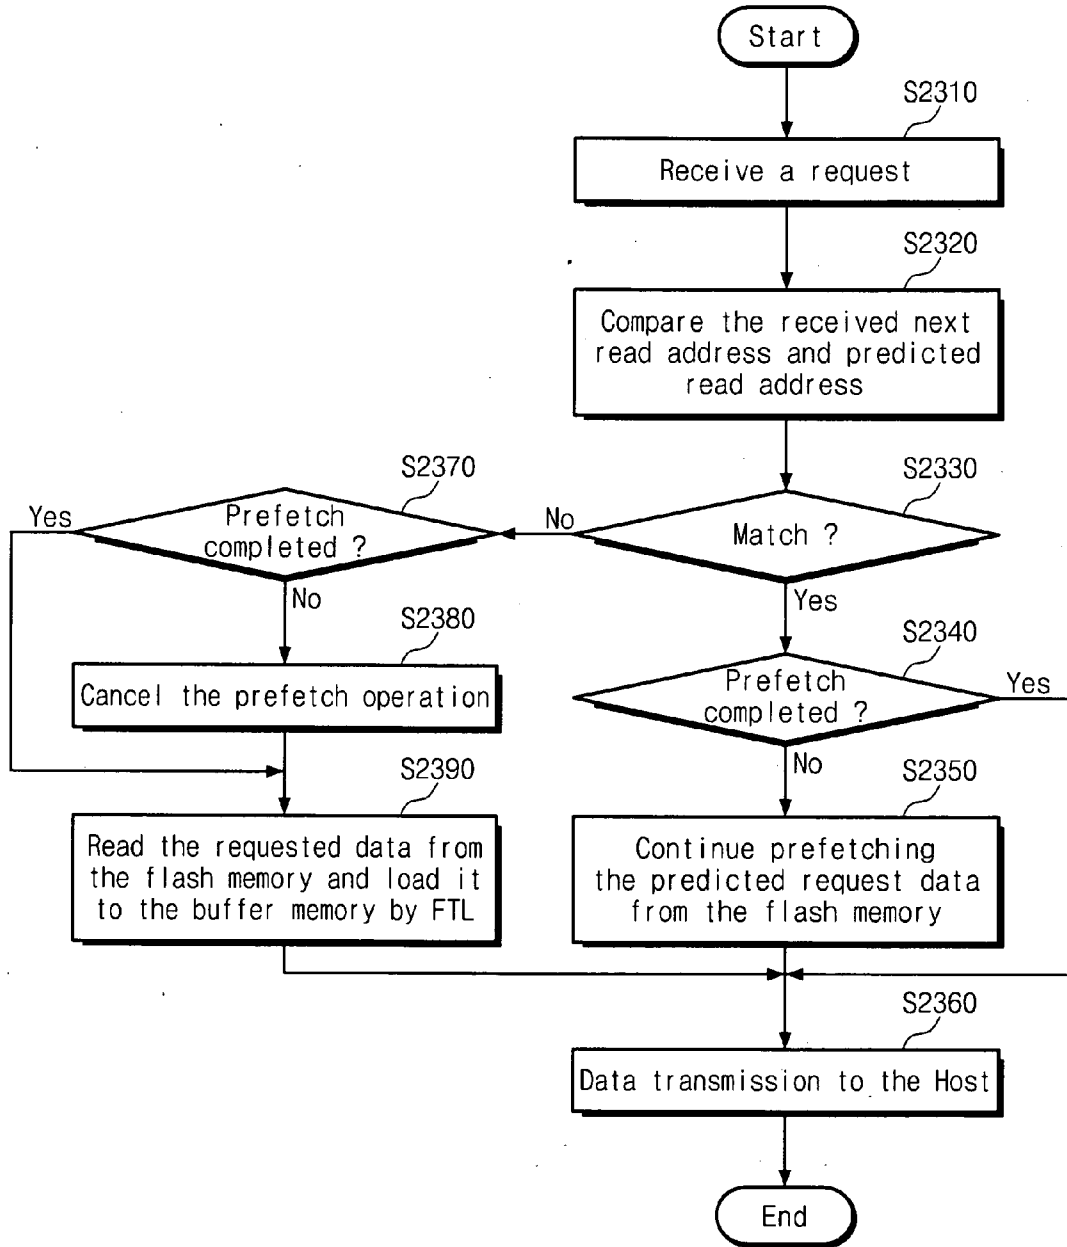 Start
S2310
Receive a request
S2320
Compare the received next
read address and predicted
read address
S2330
Match ?
No
Yes
S2370
Prefetch
completed ?
Yes
No
S2380
Cancel the prefetch operation
S2390
Read the requested data from
the flash memory and load it
to the buffer memory by FTL
S2340
Prefetch
completed ?
Yes
No
S2350
Continue prefetching
the predicted request data
from the flash memory
S2360
Data transmission to the Host
End